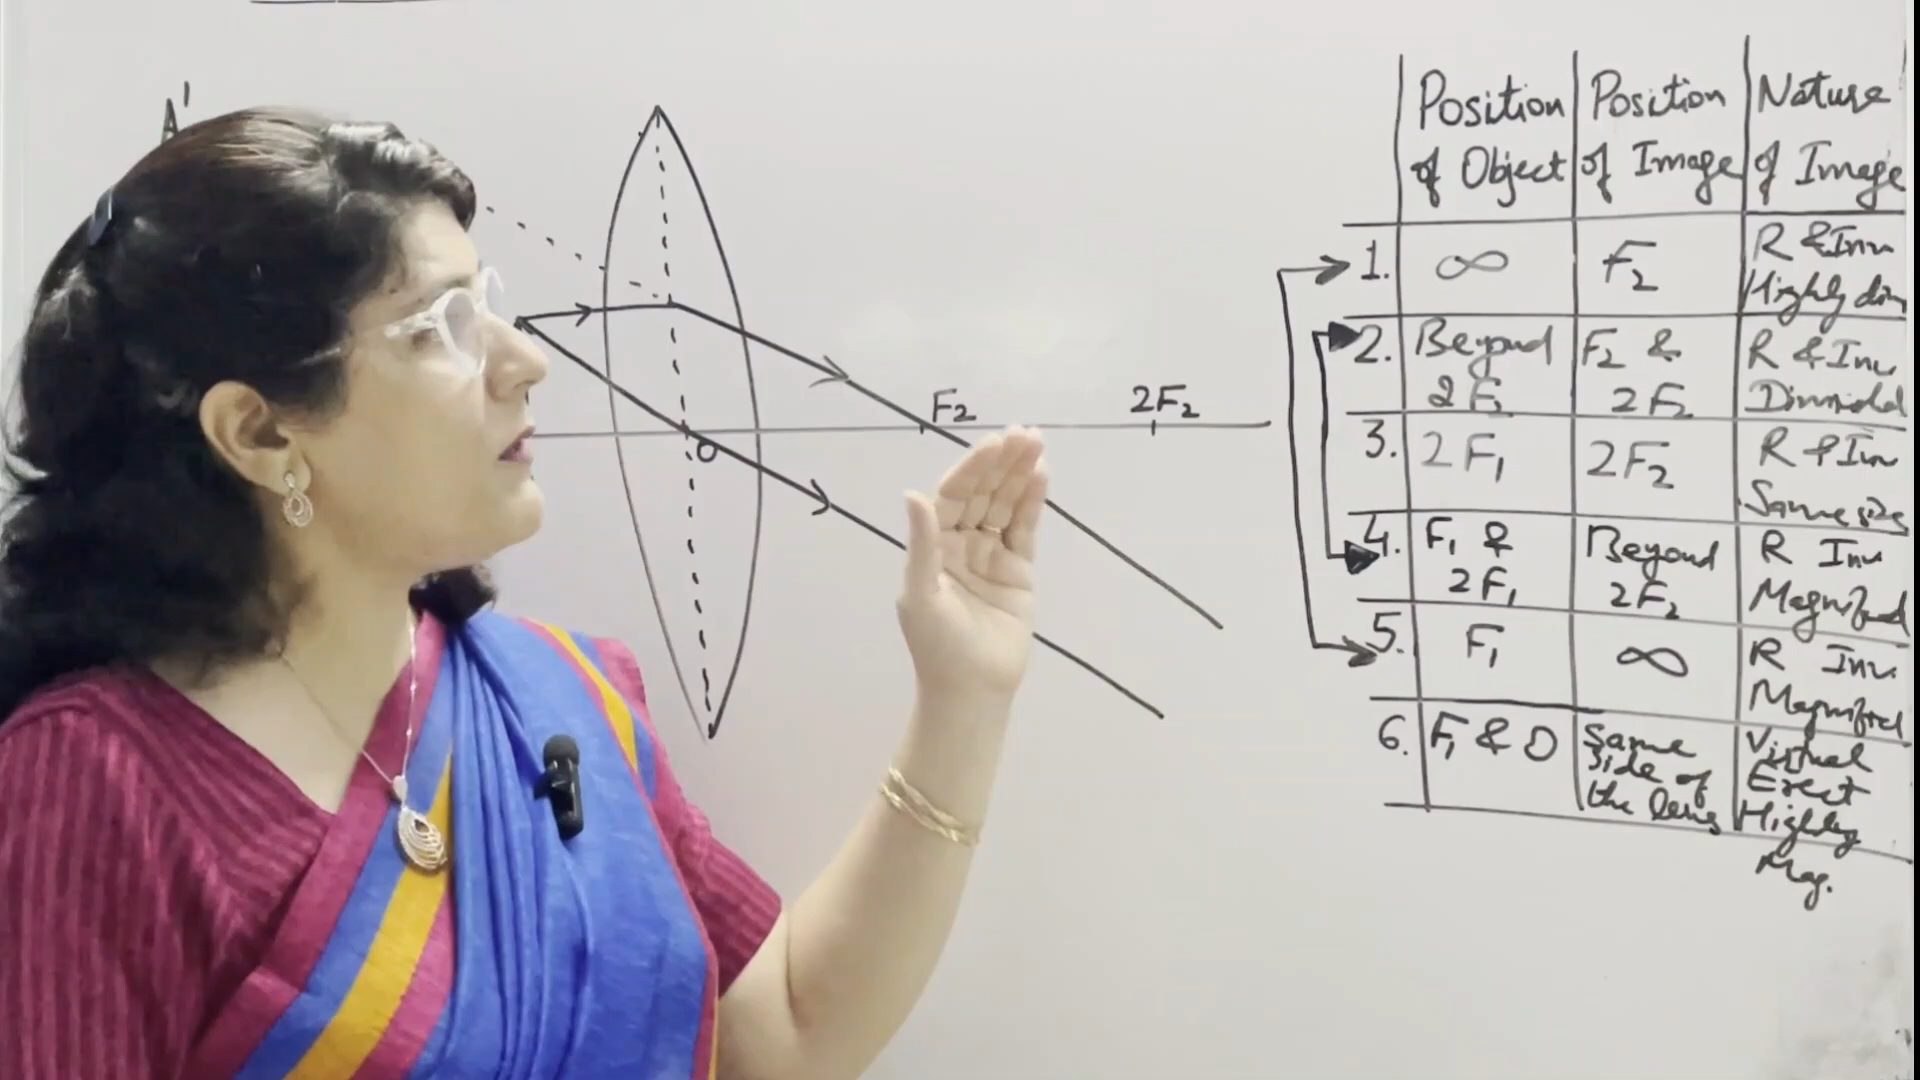 A'
F2
2F2
O
Position of Object
Position of Image
Nature of Image
1.
∞
F2
R & Inv
Highly dim
2.
Beyond 2F1
F2 & 2F2
R & Inv
3.
2F1
2F2
R & Inv
Same size
4.
F1 & 2F1
Beyond 2F2
R Inv
Magnified
5.
F1
∞
R Inv
Magnified
6.
F1 & O
Same side of the lens
Virtual
Erect
Highly
Mag.